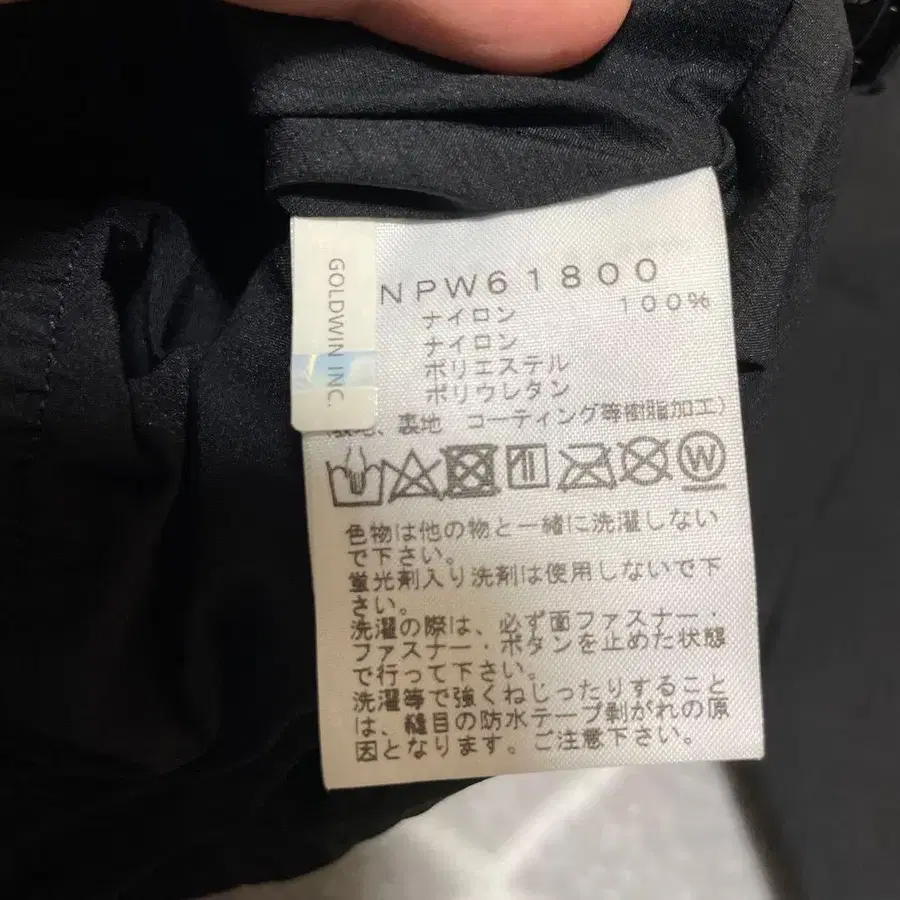 GOLDWIN INC.
NPW61800
ナイロン 100%
ナイロン
ポリエステル
ポリウレタン
裏地 コーティング等樹脂加工)
W
色物は他の物と一緒に洗濯しない
で下さい。
蛍光剤入り洗剤は使用しないで下
さい。
洗濯の際は、必ず面ファスナー・
ファスナー・ボタンを止めた状態
で行って下さい。
洗濯等で強くねじったりすること
は、縫目の防水テープ剥がれの原
因となります。ご注意下さい。